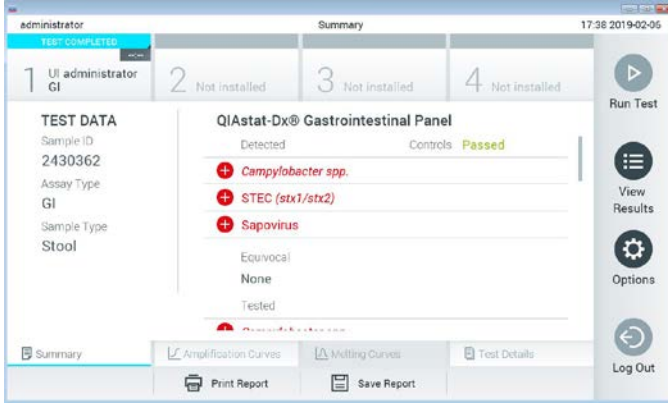 administrator Summary 17:38 2019-02-06
TEST COMPLETED
1 UI administrator GI
2 Not installed
3 Not installed
4 Not installed
Run Test
TEST DATA
Sample ID
2430362
Assay Type
GI
Sample Type
Stool
QIAstat-Dx® Gastrointestinal Panel
Detected Controls Passed
Campylobacter spp.
STEC (stx1/stx2)
Sapovirus
Equivocal
None
Tested
View Results
Options
Log Out
Summary Amplification Curves Melting Curves Test Details
Print Report Save Report